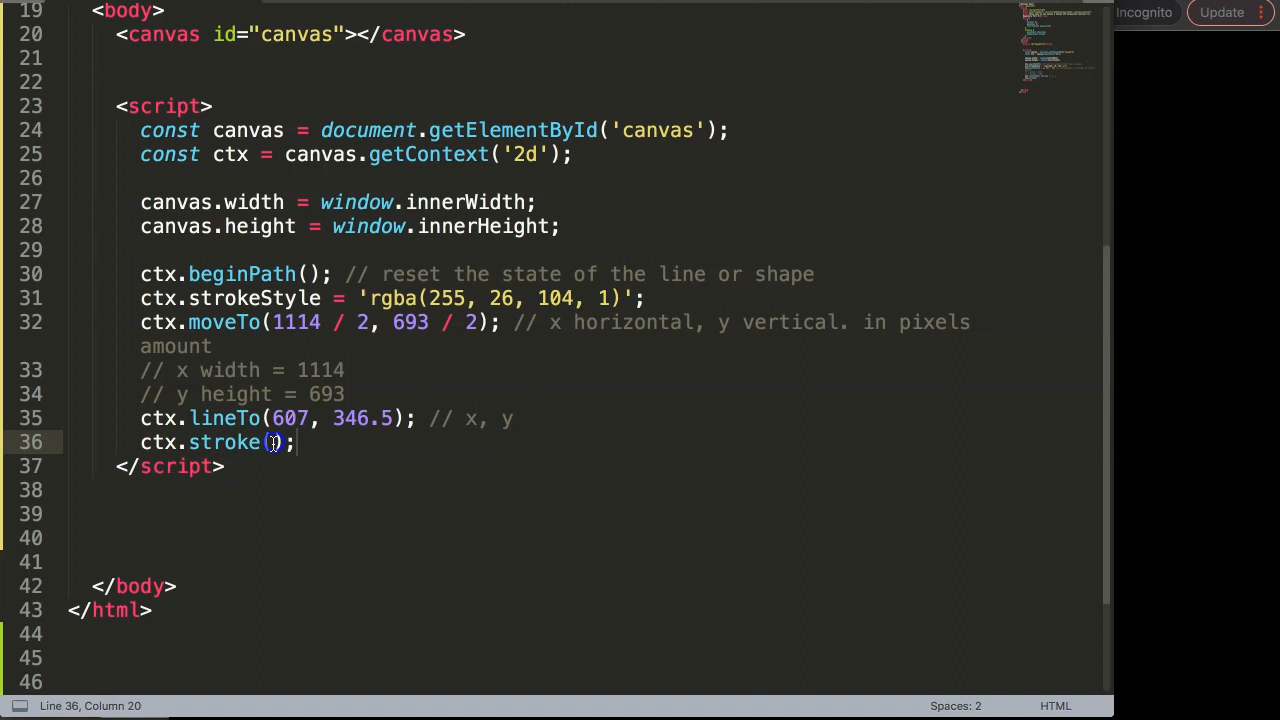 Incognito
Update
19 <body>
20 <canvas id="canvas"></canvas>
21
22
23 <script>
24 const canvas = document.getElementById('canvas');
25 const ctx = canvas.getContext('2d');
26
27 canvas.width = window.innerWidth;
28 canvas.height = window.innerHeight;
29
30 ctx.beginPath(); // reset the state of the line or shape
31 ctx.strokeStyle = 'rgba(255, 26, 104, 1)';
32 ctx.moveTo(1114 / 2, 693 / 2); // x horizontal, y vertical. in pixels
amount
33 // x width = 1114
34 // y height = 693
35 ctx.lineTo(607, 346.5); // x, y
36 ctx.stroke();
37 </script>
38
39
40
41
42 </body>
43 </html>
44
45
46
Line 36, Column 20
Spaces: 2
HTML